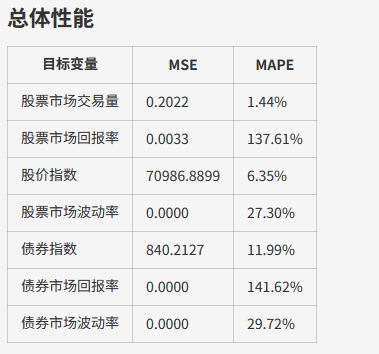 总体性能
目标变量 MSE MAPE
股票市场交易量 0.2022 1.44%
股票市场回报率 0.0033 137.61%
股价指数 70986.8899 6.35%
股票市场波动率 0.0000 27.30%
债券指数 840.2127 11.99%
债券市场回报率 0.0000 141.62%
债券市场波动率 0.0000 29.72%